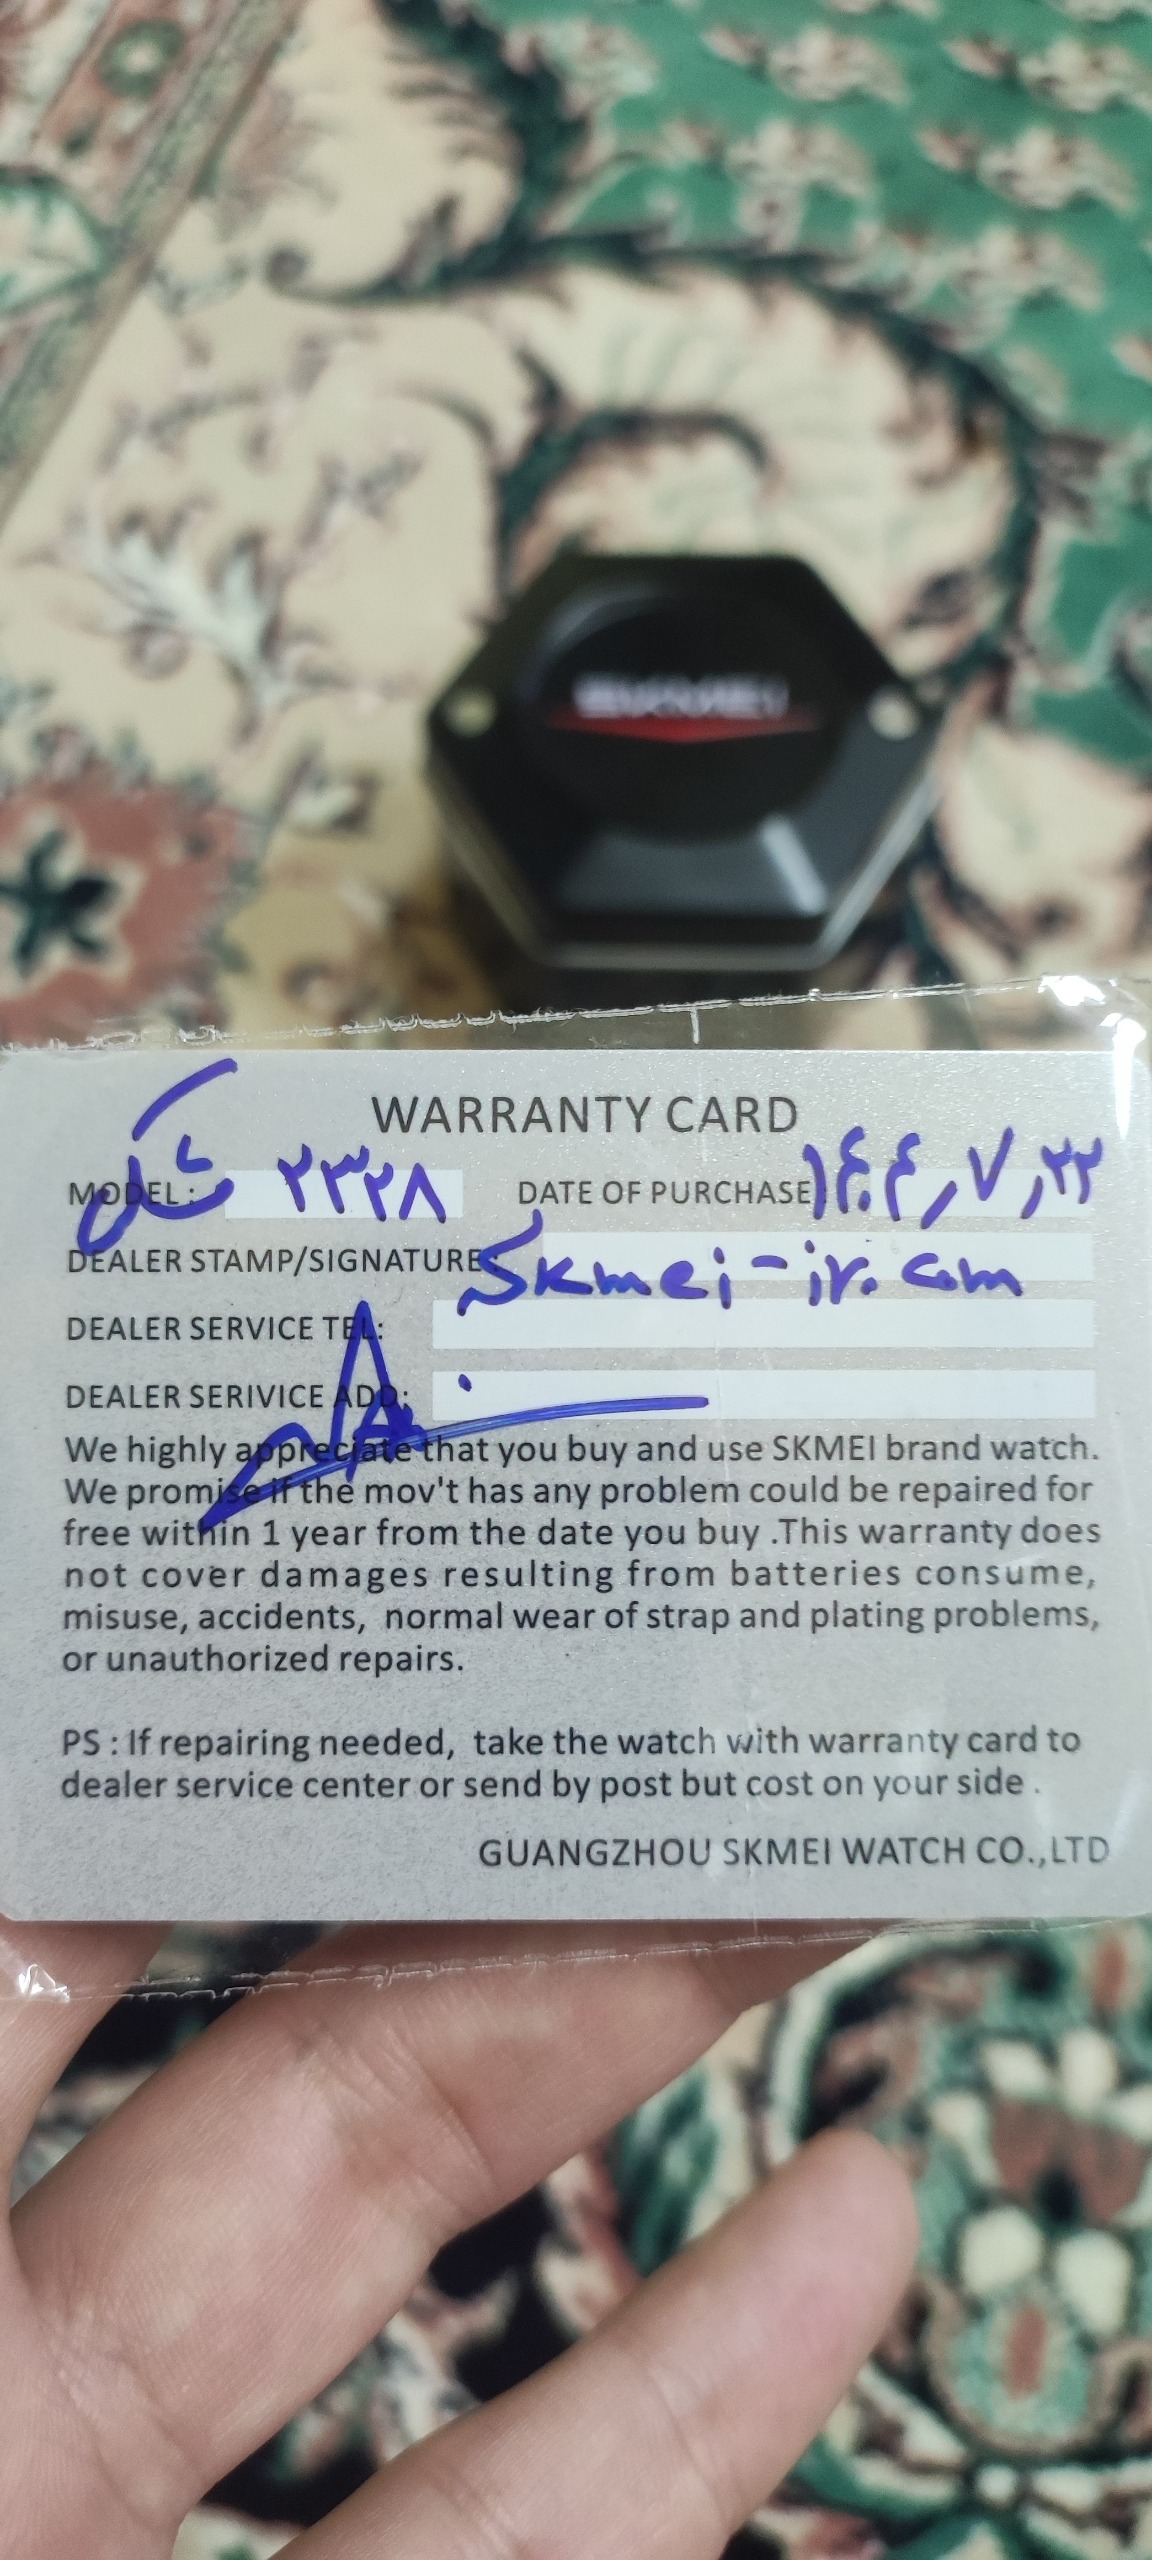 SKMEI
WARRANTY CARD
MODEL: ۲۳۲۸ مشکی DATE OF PURCHASE: ۱۴۰۴,۷,۲۲
DEALER STAMP/SIGNATURE: Skmei-ir.com
DEALER SERVICE TEL:
DEALER SERIVICE ADD:
We highly appreciate that you buy and use SKMEI brand watch.
We promise if the mov't has any problem could be repaired for
free within 1 year from the date you buy .This warranty does
not cover damages resulting from batteries consume,
misuse, accidents, normal wear of strap and plating problems,
or unauthorized repairs.
PS : If repairing needed, take the watch with warranty card to
dealer service center or send by post but cost on your side .
GUANGZHOU SKMEI WATCH CO.,LTD